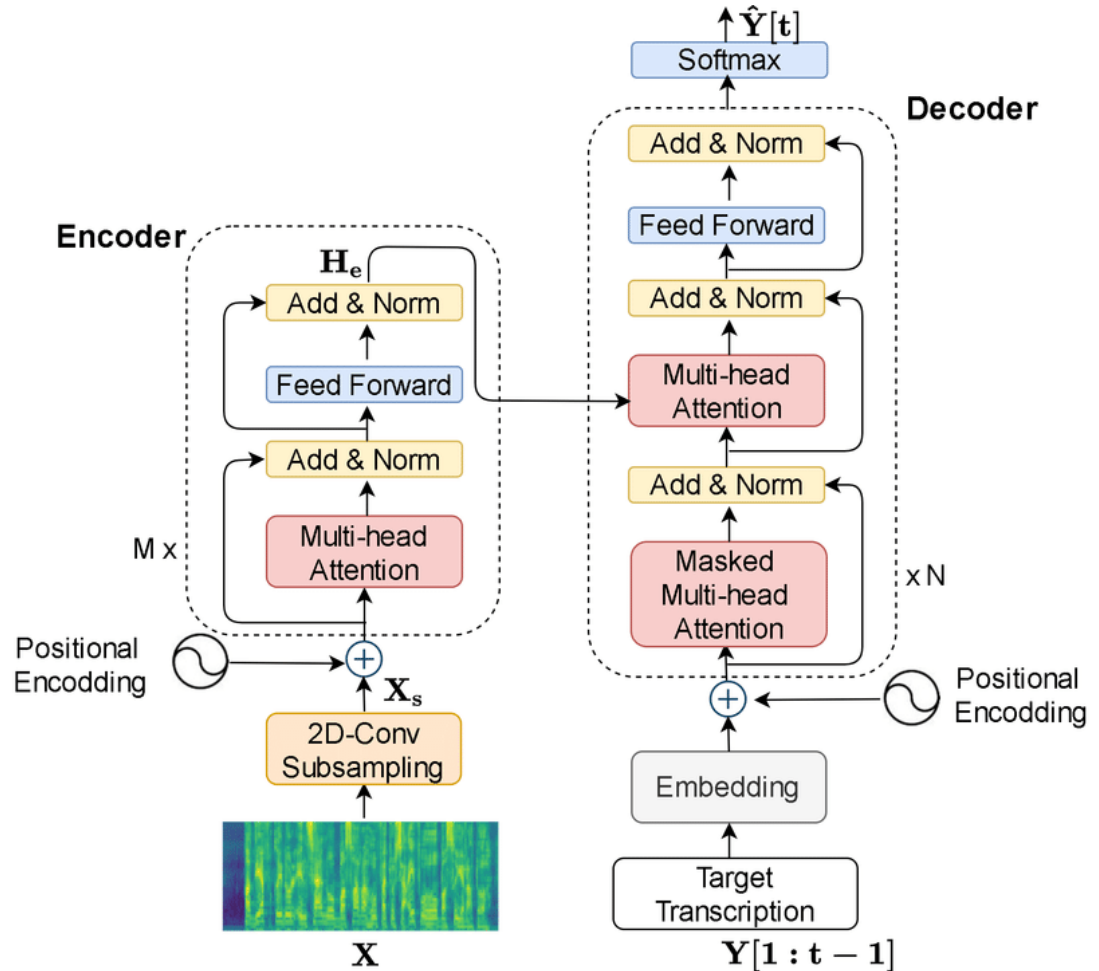 Ŷ[t]
Softmax
Decoder
Add & Norm
Feed Forward
Add & Norm
Multi-head
Attention
Add & Norm
Masked
Multi-head
Attention
x N
Positional
Encodding
Embedding
Target
Transcription
Y[1 : t − 1]
Encoder
H_e
Add & Norm
Feed Forward
Add & Norm
Multi-head
Attention
M x
Positional
Encodding
X_s
2D-Conv
Subsampling
X